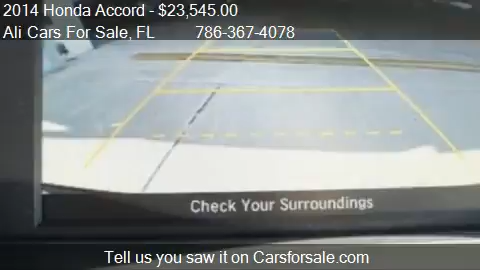 2014 Honda Accord - $23,545.00
Ali Cars For Sale, FL 786-367-4078
Check Your Surroundings
Tell us you saw it on Carsforsale.com